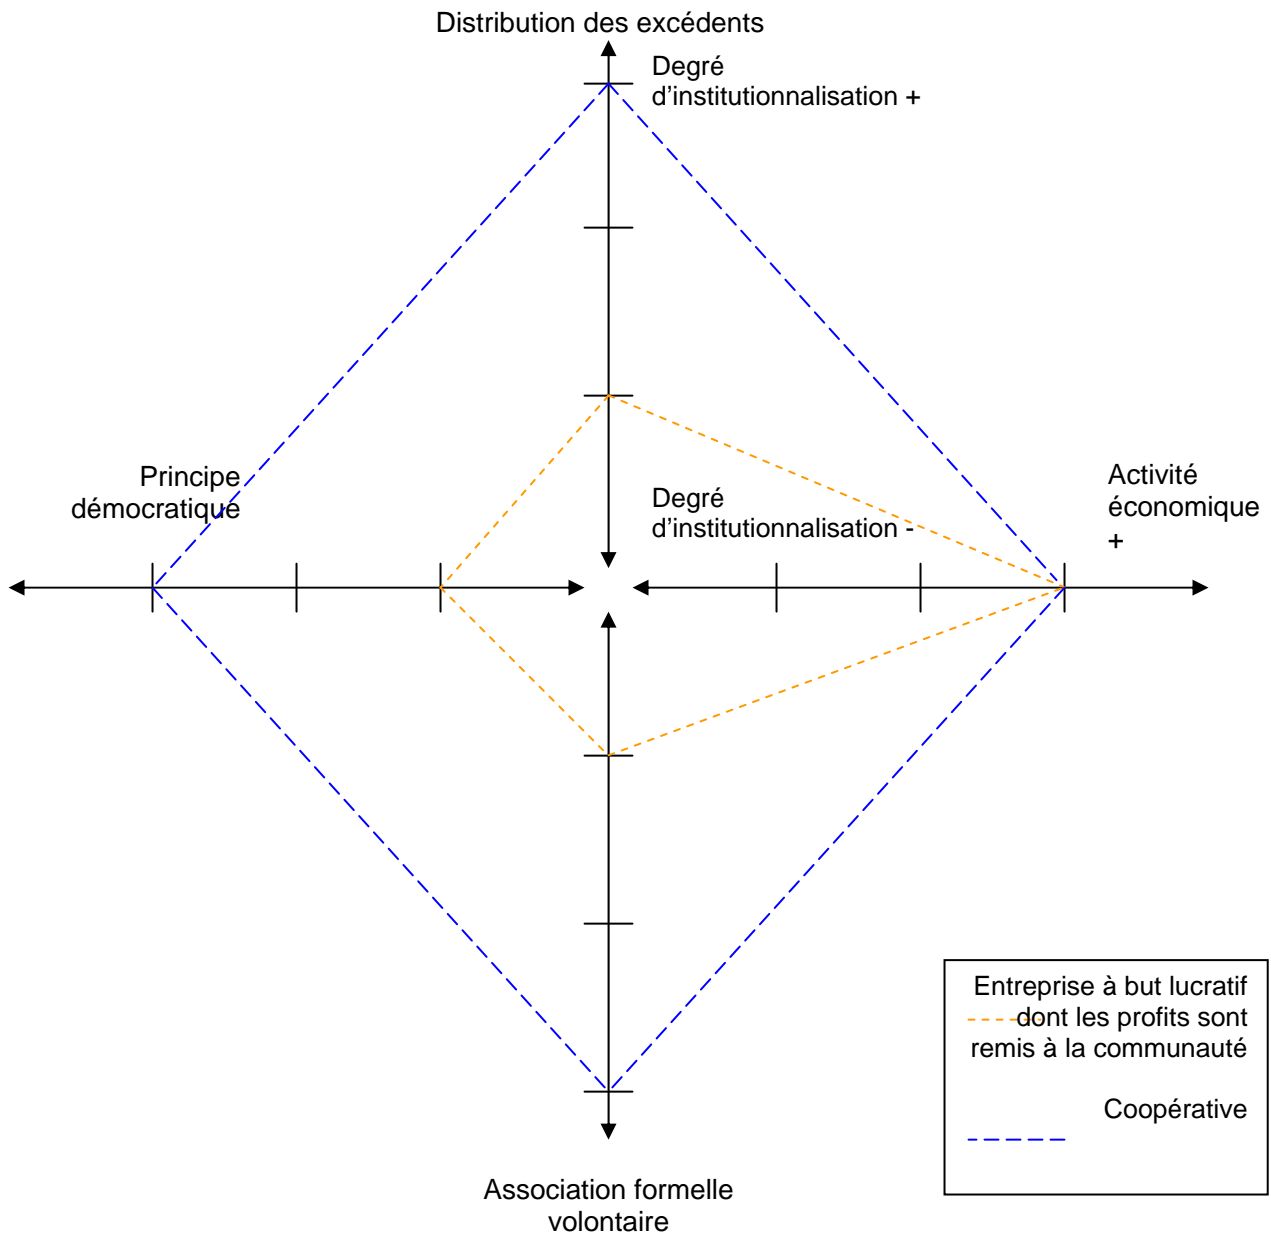 Distribution des excédents
Degré
d'institutionnalisation +
Principe
démocratique
Degré
d'institutionnalisation -
Activité
économique
+
Entreprise à but lucratif
dont les profits sont
remis à la communauté
Coopérative
Association formelle
volontaire